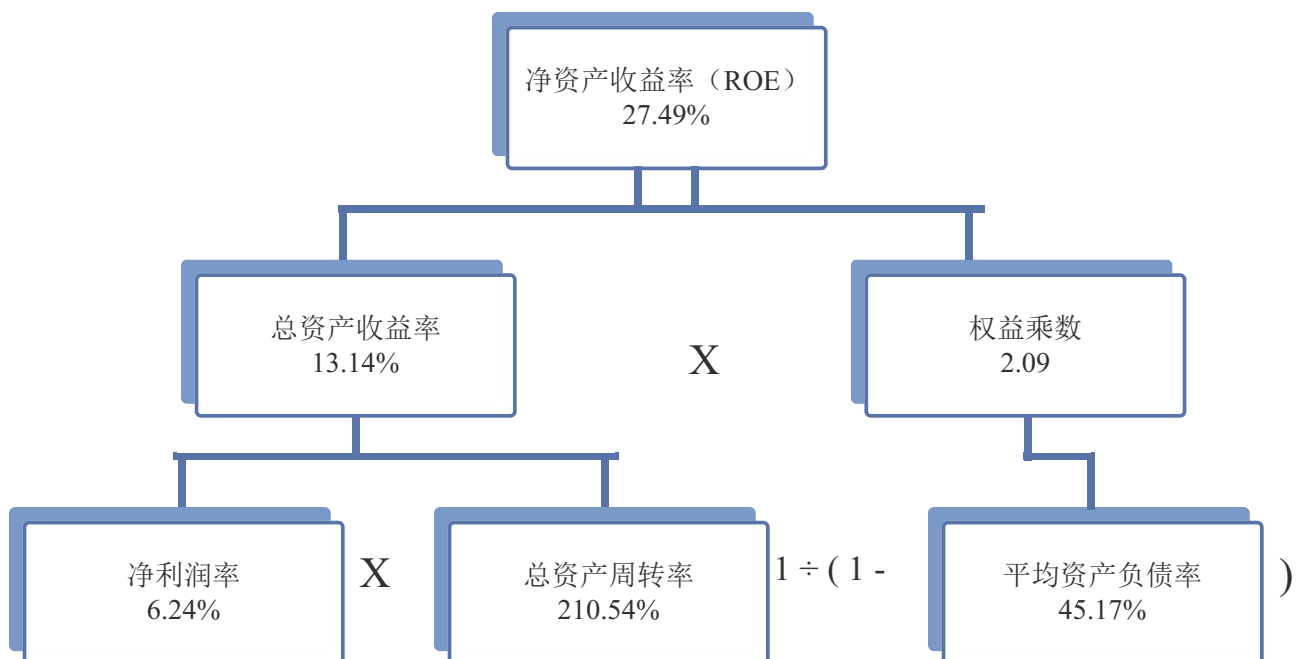 净资产收益率（ROE）
27.49%
总资产收益率
13.14%
X
权益乘数
2.09
净利润率
6.24%
X
总资产周转率
210.54%
1 ÷ ( 1 -
平均资产负债率
45.17%
)